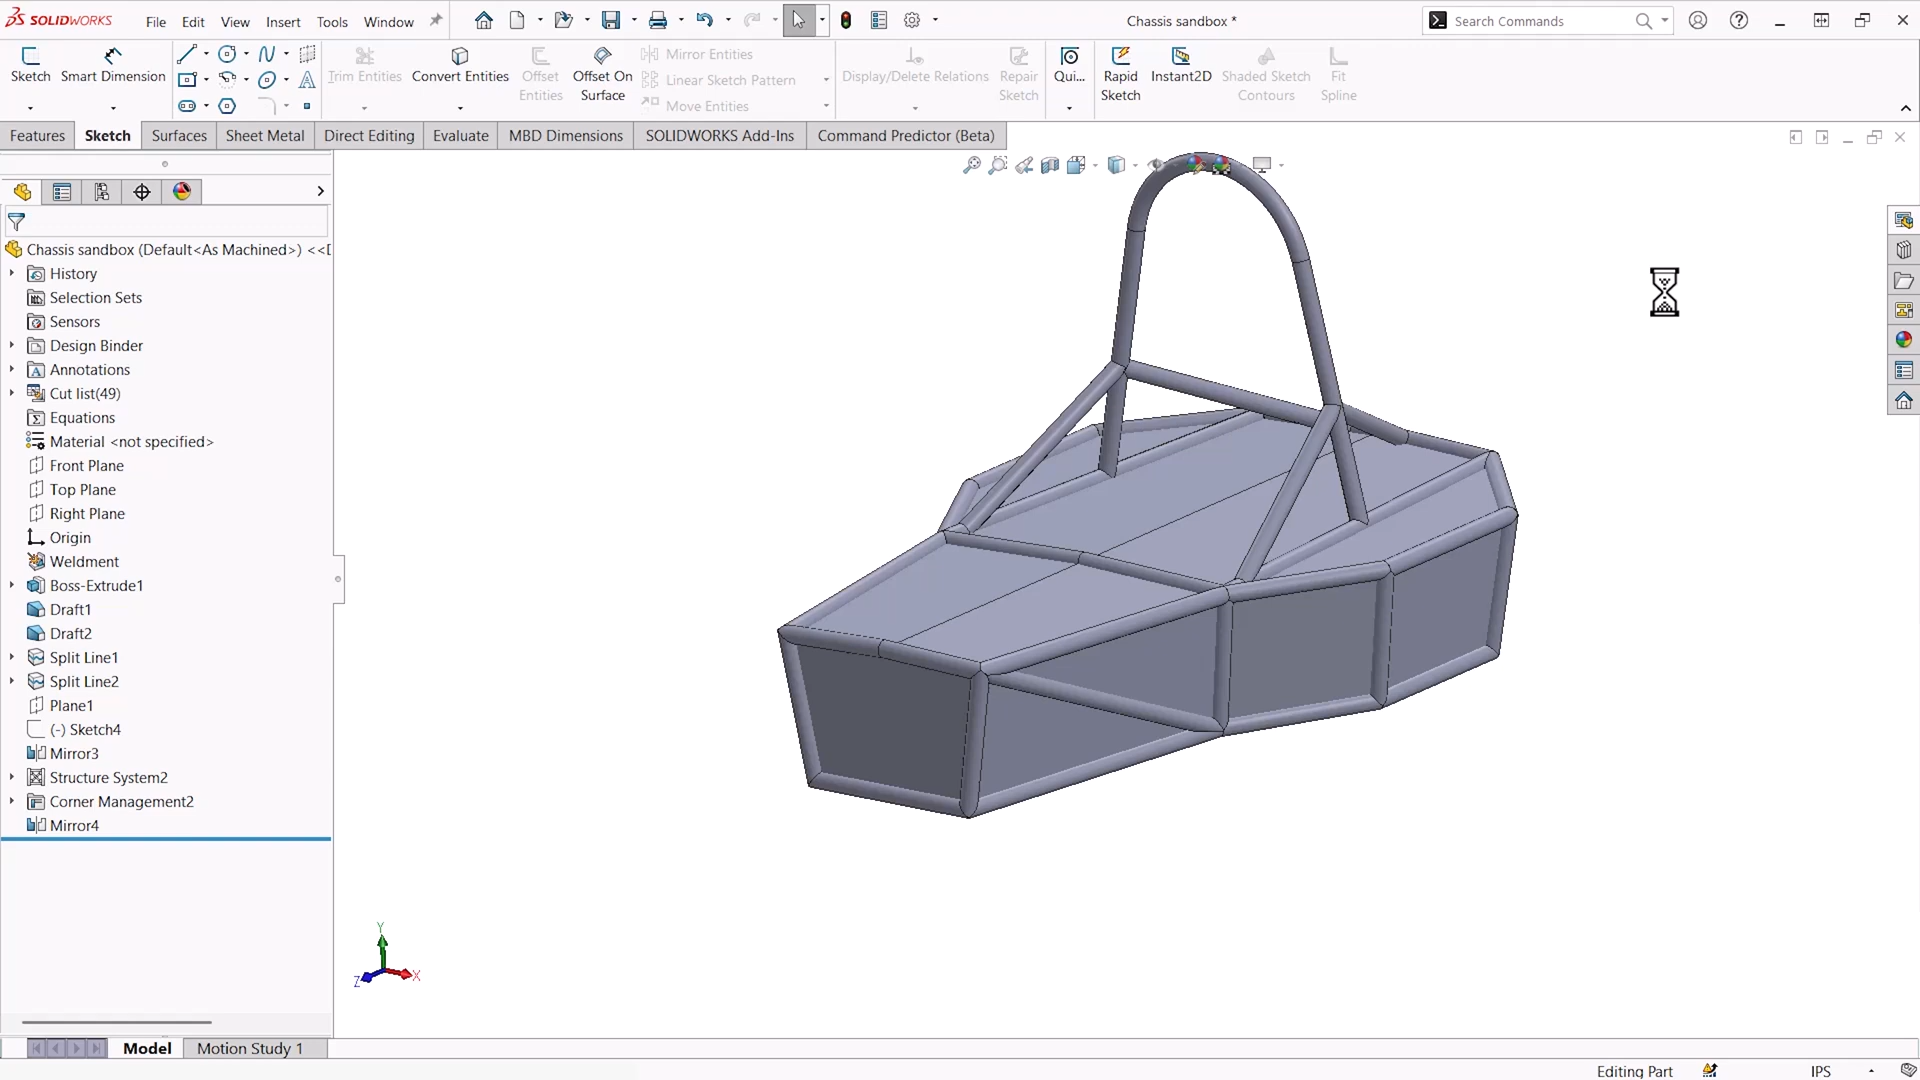 SOLIDWORKS File Edit View Insert Tools Window Chassis sandbox * Search Commands
Sketch Smart Dimension Trim Entities Convert Entities Offset Entities Offset On Surface Mirror Entities Linear Sketch Pattern Move Entities Display/Delete Relations Repair Sketch Qui... Rapid Sketch Instant2D Shaded Sketch Contours Fit Spline
Features Sketch Surfaces Sheet Metal Direct Editing Evaluate MBD Dimensions SOLIDWORKS Add-Ins Command Predictor (Beta)
Chassis sandbox (Default<As Machined>) <<[
History
Selection Sets
Sensors
Design Binder
Annotations
Cut list(49)
Equations
Material <not specified>
Front Plane
Top Plane
Right Plane
Origin
Weldment
Boss-Extrude1
Draft1
Draft2
Split Line1
Split Line2
Plane1
(-) Sketch4
Mirror3
Structure System2
Corner Management2
Mirror4
Y
Z X
Model Motion Study 1
Editing Part IPS